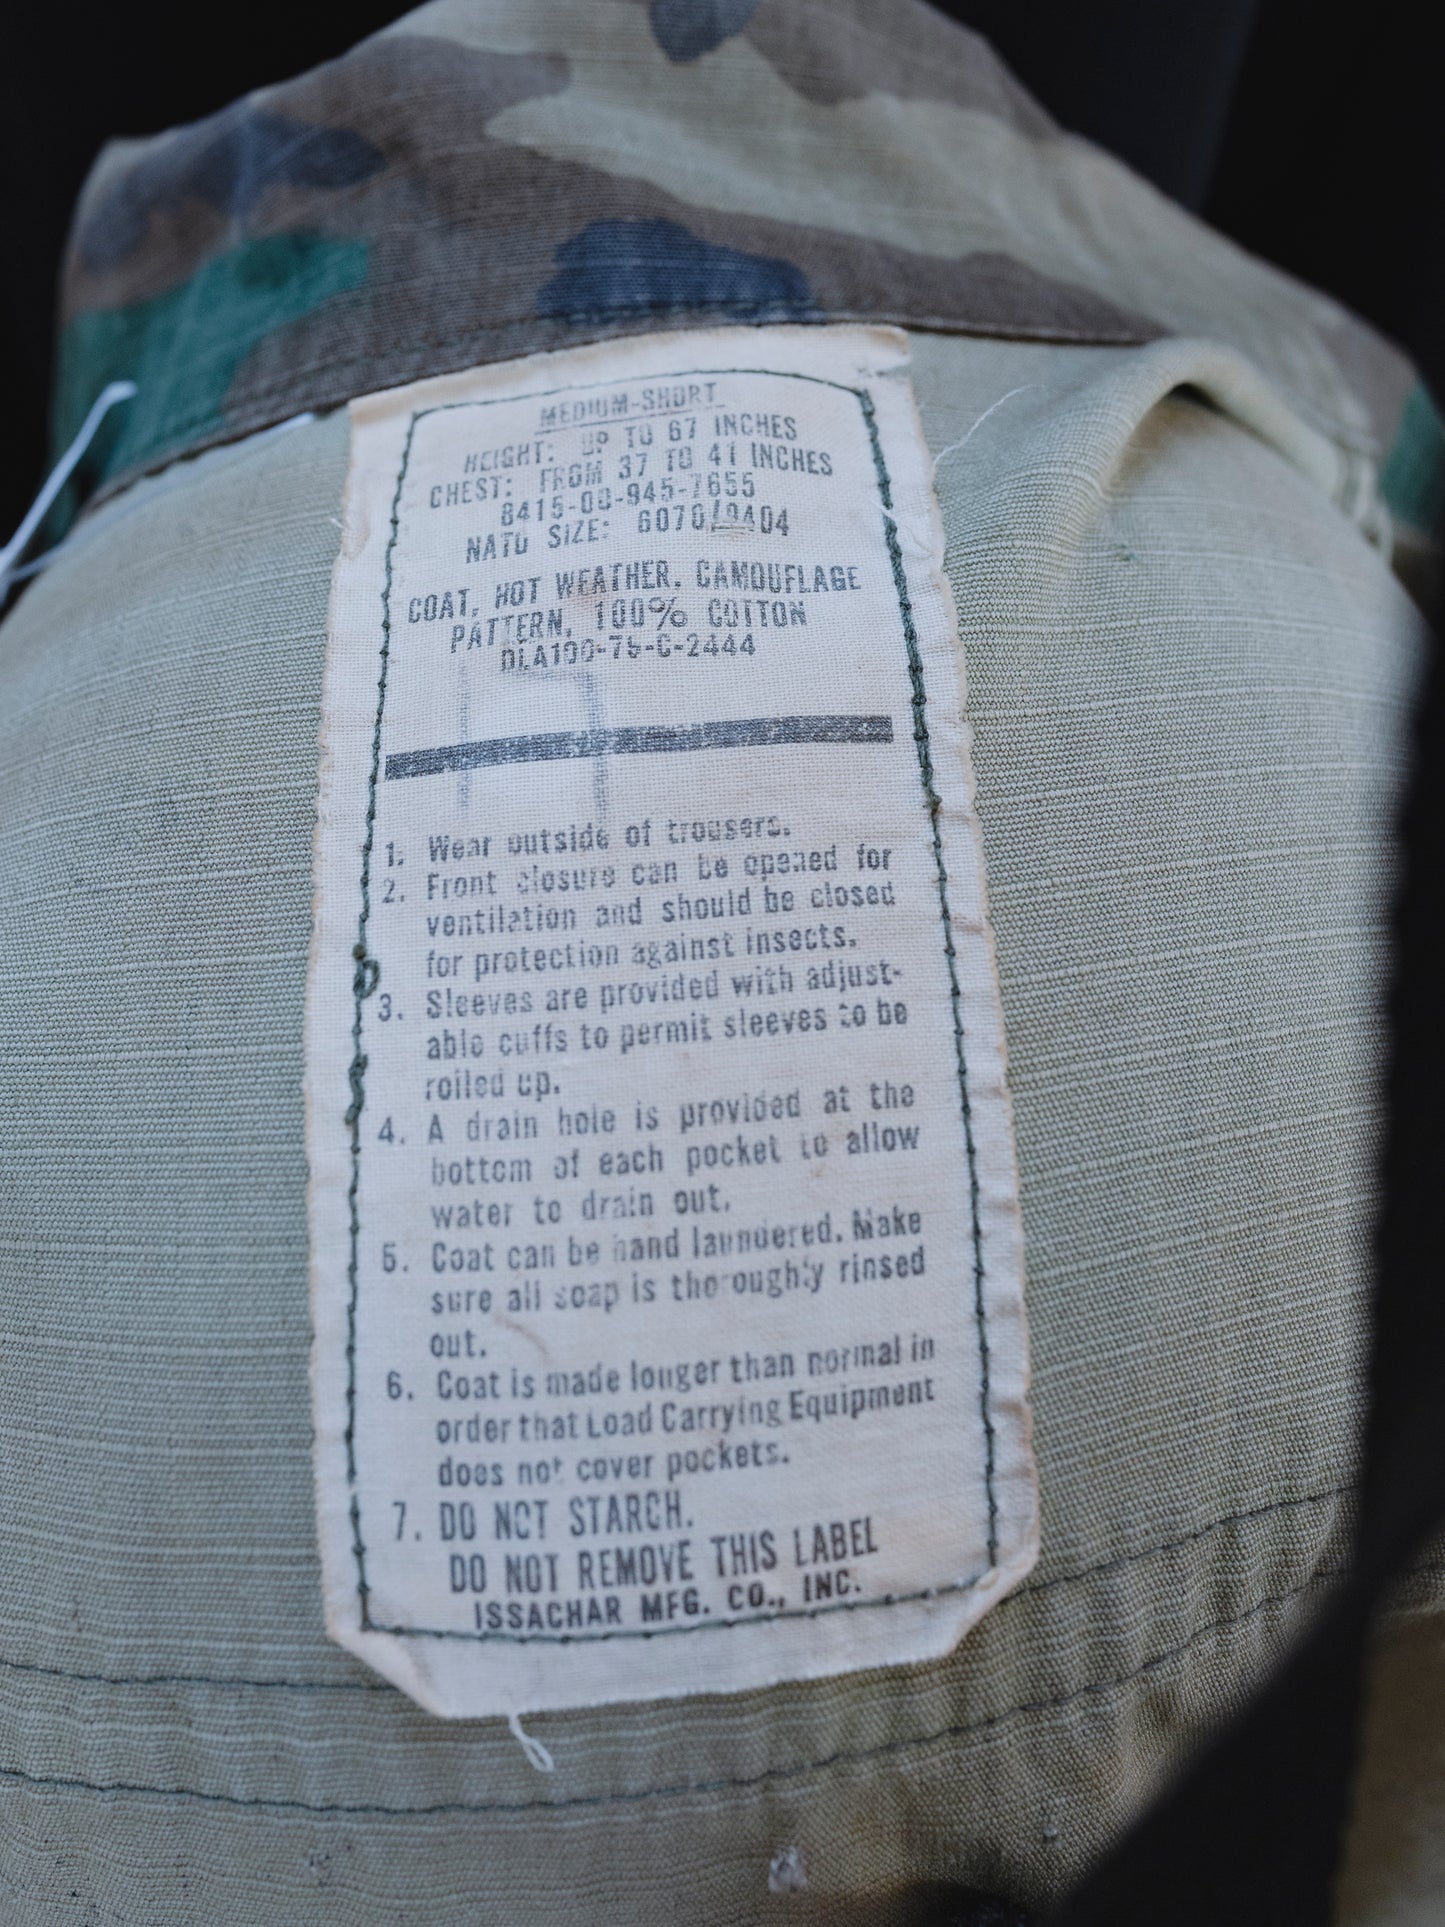 MEDIUM-SHORT
HEIGHT: UP TO 67 INCHES
CHEST: FROM 37 TO 41 INCHES
8415-00-945-7655
NATO SIZE: 6070/9404
COAT, HOT WEATHER, CAMOUFLAGE
PATTERN, 100% COTTON
DLA100-78-C-2444
1. Wear outside of trousers.
2. Front closure can be opened for
ventilation and should be closed
for protection against insects.
3. Sleeves are provided with adjust-
able cuffs to permit sleeves to be
rolled up.
4. A drain hole is provided at the
bottom of each pocket to allow
water to drain out.
5. Coat can be hand laundered. Make
sure all soap is thoroughly rinsed
out.
6. Coat is made longer than normal in
order that Load Carrying Equipment
does not cover pockets.
7. DO NOT STARCH.
DO NOT REMOVE THIS LABEL
ISSACHAR MFG. CO., INC.